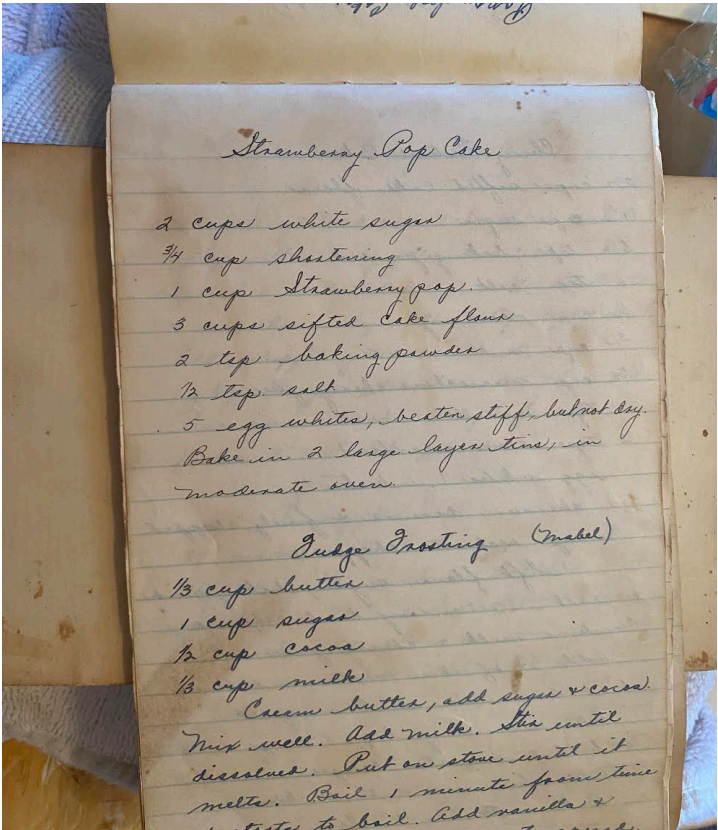 Strawberry Pop Cake
2 cups white sugar
3/4 cup shortening
1 cup Strawberry pop.
3 cups sifted cake flour
2 tsp baking powder
1/2 tsp salt
5 egg whites, beaten stiff, but not dry.
Bake in 2 large layer tins, in
moderate oven.
Fudge Frosting (Mabel)
1/3 cup butter
1 cup sugar
1/2 cup cocoa
1/3 cup milk
Cream butter, add sugar & cocoa.
Mix well. Add milk. Stir until
dissolved. Put on stove until it
melts. Boil 1 minute from time
to boil. Add vanilla &